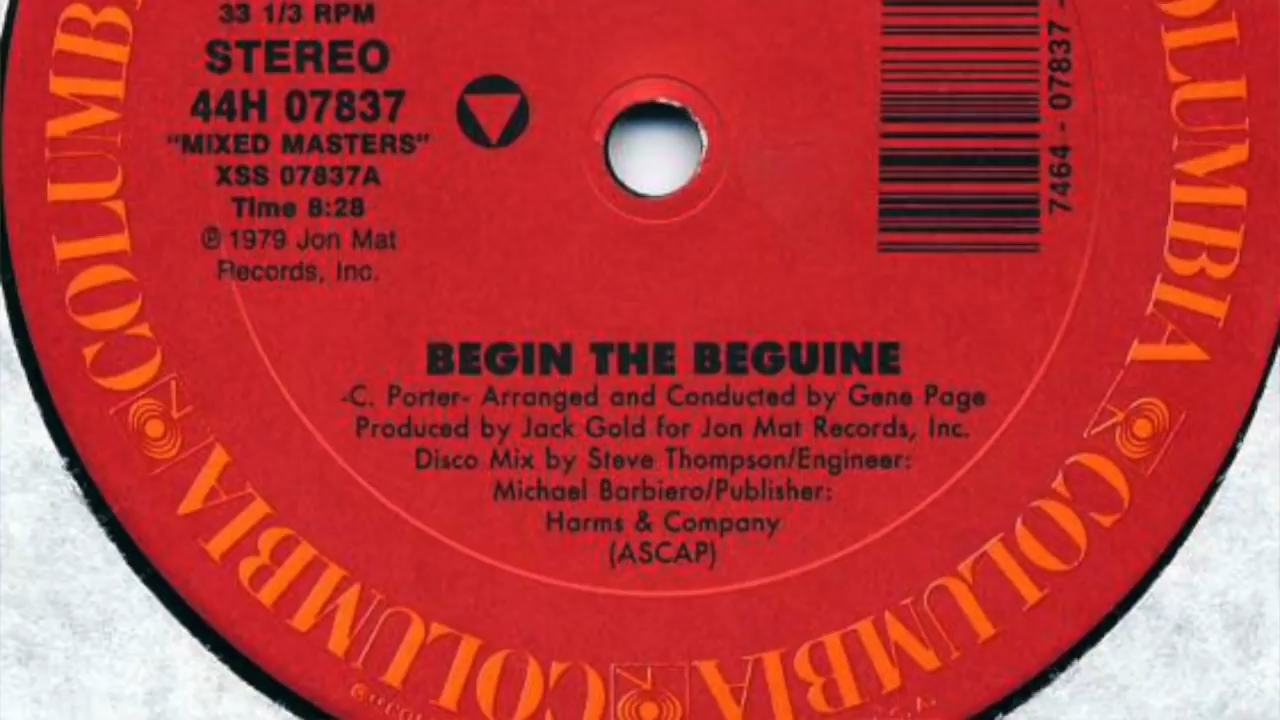 33 1/3 RPM
STEREO
44H 07837
"MIXED MASTERS"
XSS 07837A
Time 8:28
℗ 1979 Jon Mat
Records, Inc.
7464 - 07837 -
BEGIN THE BEGUINE
-C. Porter- Arranged and Conducted by Gene Page
Produced by Jack Gold for Jon Mat Records, Inc.
Disco Mix by Steve Thompson/Engineer:
Michael Barbiero/Publisher:
Harms & Company
(ASCAP)
COLUMBIA
COLUMBIA
COLUMBIA
COLUMBIA
COLUMBIA